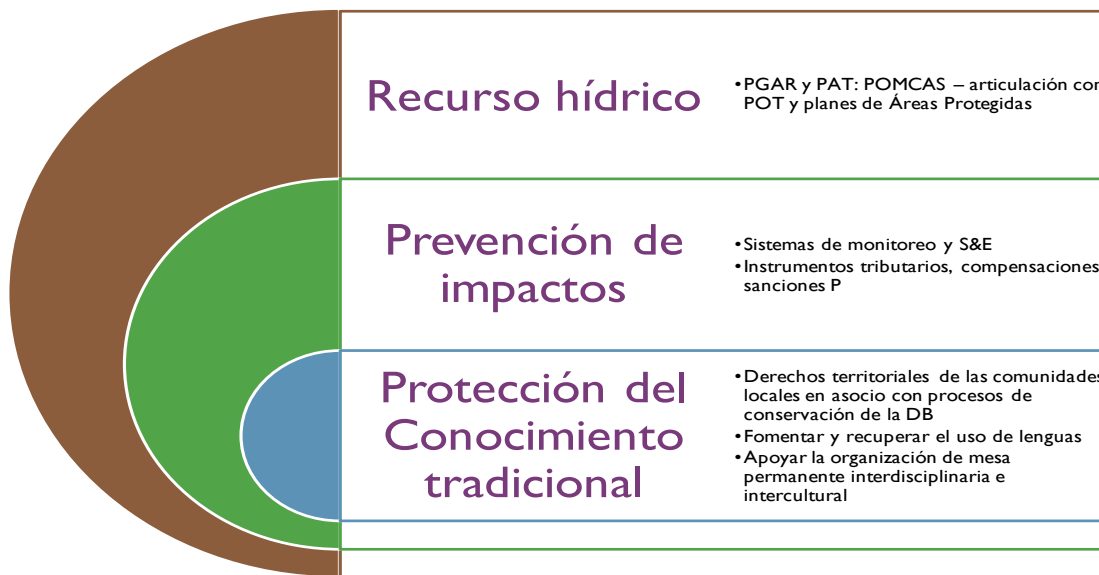 Recurso hídrico
•PGAR y PAT: POMCAS – articulación con
POT y planes de Áreas Protegidas
Prevención de
impactos
•Sistemas de monitoreo y S&E
•Instrumentos tributarios, compensaciones
sanciones P
Protección del
Conocimiento
tradicional
•Derechos territoriales de las comunidades
locales en asocio con procesos de
conservación de la DB
•Fomentar y recuperar el uso de lenguas
•Apoyar la organización de mesa
permanente interdisciplinaria e
intercultural